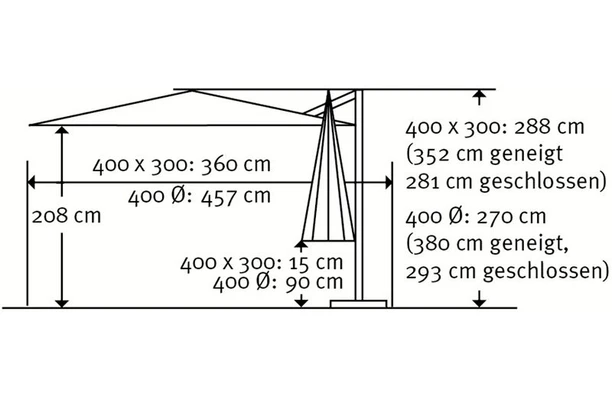 400 x 300: 360 cm
400 Ø: 457 cm
208 cm
400 x 300: 15 cm
400 Ø: 90 cm
400 x 300: 288 cm
(352 cm geneigt
281 cm geschlossen)
400 Ø: 270 cm
(380 cm geneigt,
293 cm geschlossen)